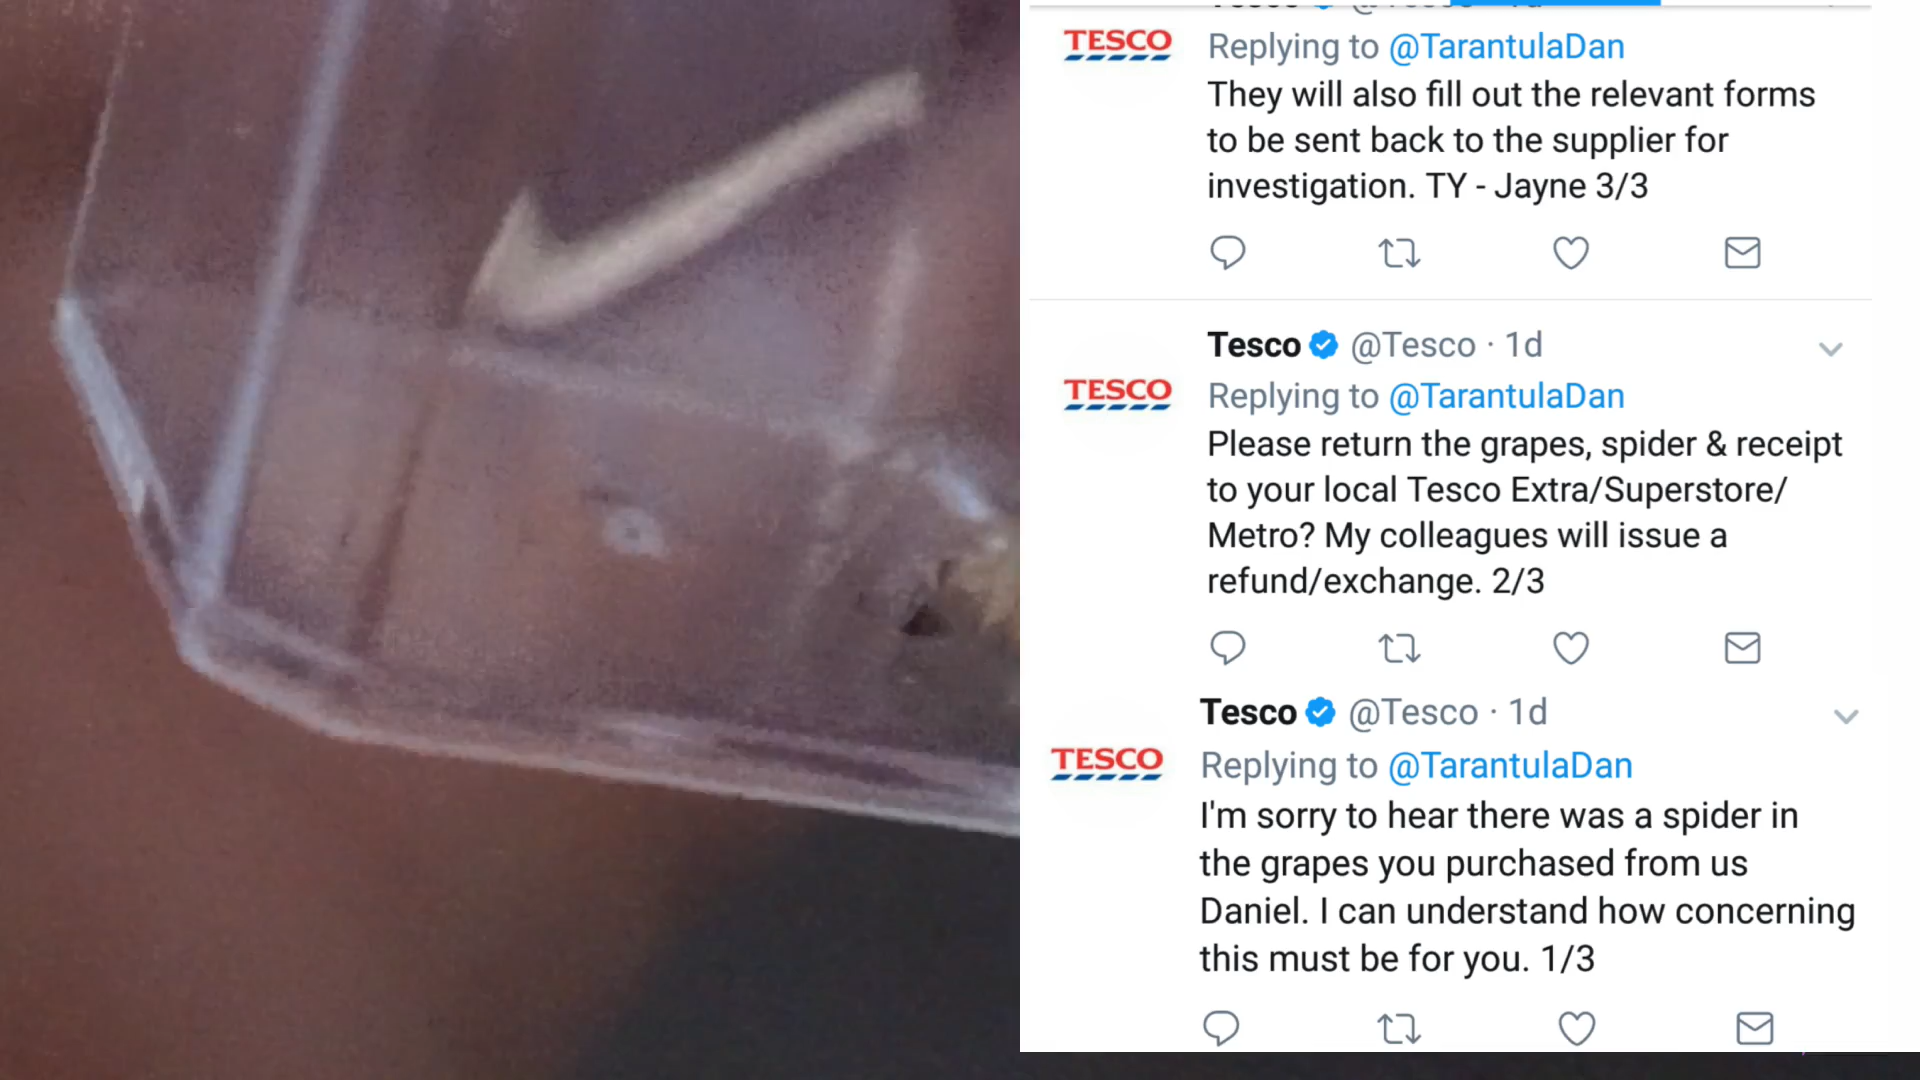 TESCO
Replying to @TarantulaDan
They will also fill out the relevant forms
to be sent back to the supplier for
investigation. TY - Jayne 3/3
Tesco @Tesco · 1d
TESCO
Replying to @TarantulaDan
Please return the grapes, spider & receipt
to your local Tesco Extra/Superstore/
Metro? My colleagues will issue a
refund/exchange. 2/3
Tesco @Tesco · 1d
TESCO
Replying to @TarantulaDan
I'm sorry to hear there was a spider in
the grapes you purchased from us
Daniel. I can understand how concerning
this must be for you. 1/3